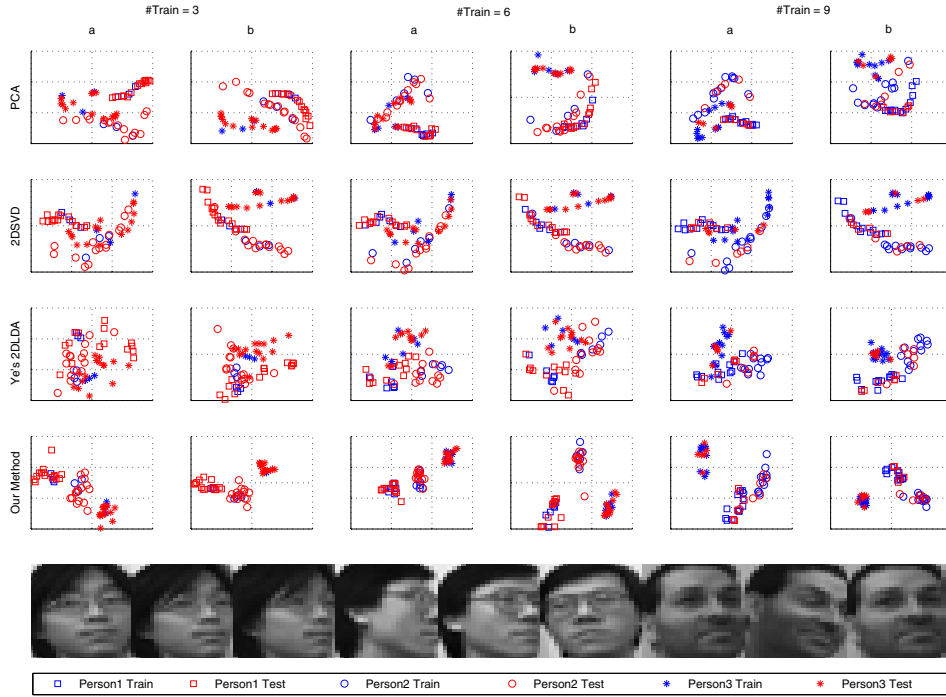 #Train = 3 #Train = 6 #Train = 9
a b a b a b
PCA
2DSVD
Ye's 2DLDA
Our Method
Person1 Train Person1 Test Person2 Train Person2 Test Person3 Train Person3 Test